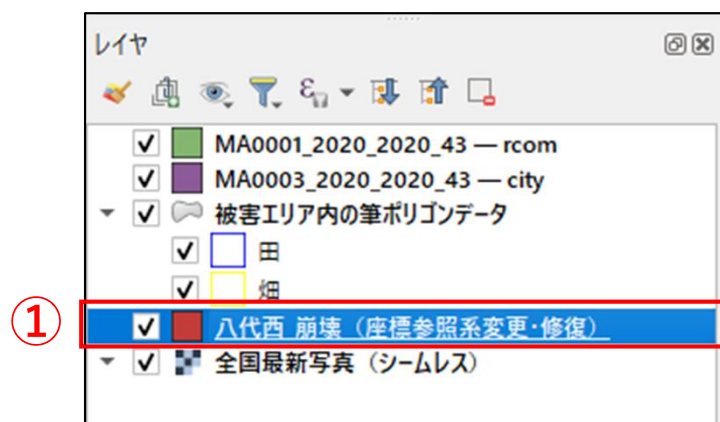 レイヤ
MA0001_2020_2020_43 — rcom
MA0003_2020_2020_43 — city
被害エリア内の筆ポリゴンデータ
田
畑
①
八代西_崩壊（座標参照系変更・修復）
全国最新写真（シームレス）